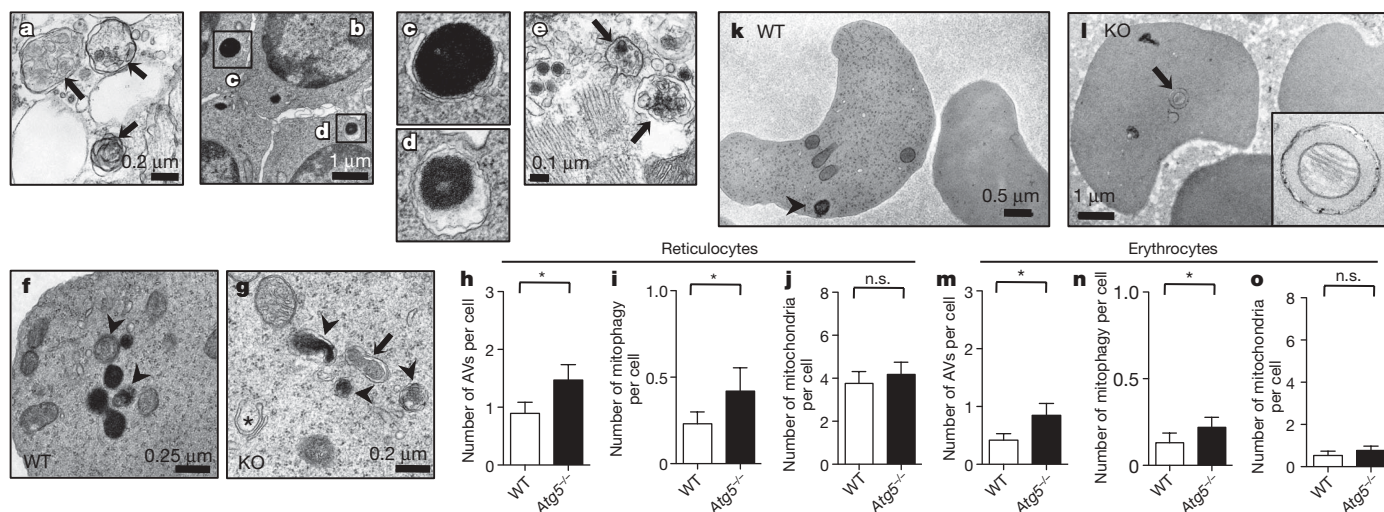 a
0.2 µm
b
c
d
1 µm
c
d
e
0.1 µm
k WT
0.5 µm
l KO
1 µm
f
WT
0.25 µm
g
*
KO
0.2 µm
Reticulocytes
h
Number of AVs per cell
3
2
1
0
*
WT
Atg5⁻/⁻
i
Number of mitophagy
per cell
1.0
0.5
0
*
WT
Atg5⁻/⁻
j
Number of mitochondria
per cell
8
6
4
2
0
n.s.
WT
Atg5⁻/⁻
Erythrocytes
m
Number of AVs per cell
3
2
1
0
*
WT
Atg5⁻/⁻
n
Number of mitophagy per cell
1.0
0.5
0
*
WT
Atg5⁻/⁻
o
Number of mitochondria
per cell
8
6
4
2
0
n.s.
WT
Atg5⁻/⁻